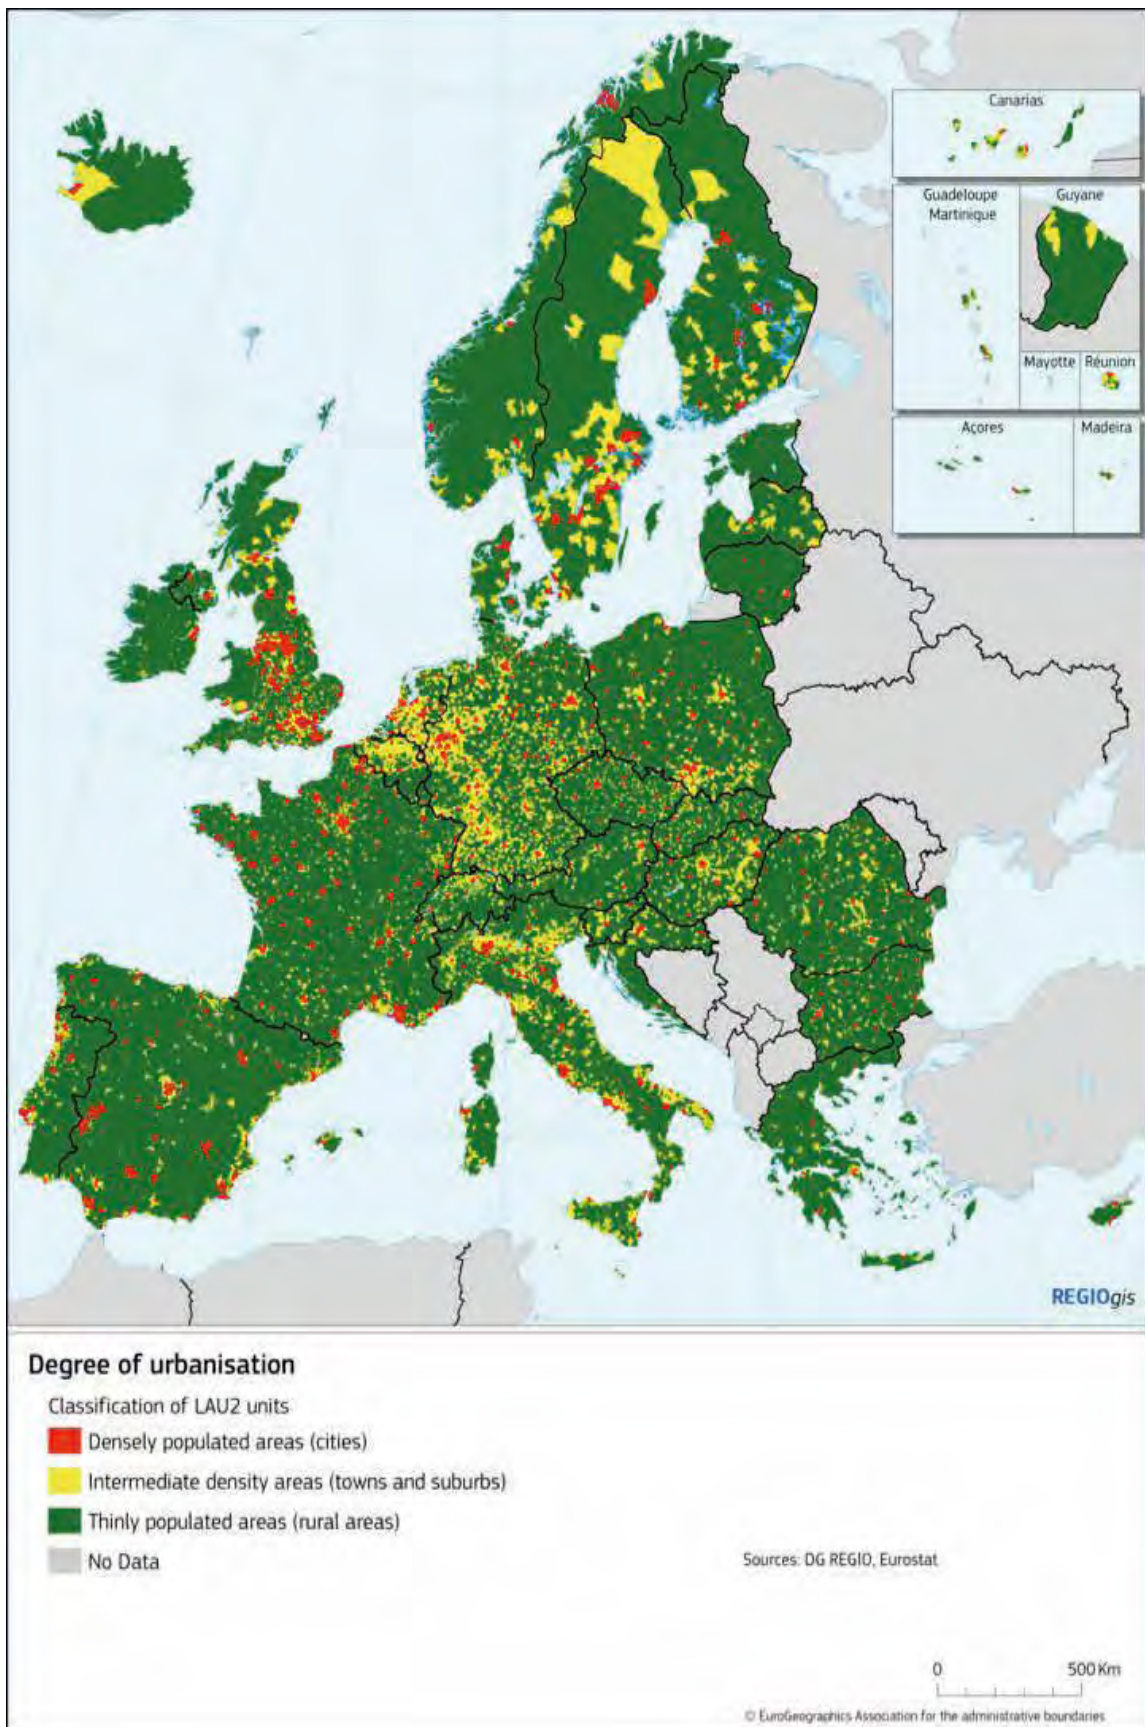 Canarias
Guadeloupe
Martinique
Guyane
Mayotte
Réunion
Açores
Madeira
REGIOgis
Degree of urbanisation
Classification of LAU2 units
Densely populated areas (cities)
Intermediate density areas (towns and suburbs)
Thinly populated areas (rural areas)
No Data
Sources: DG REGIO, Eurostat
0 500 Km
© EuroGeographics Association for the administrative boundaries